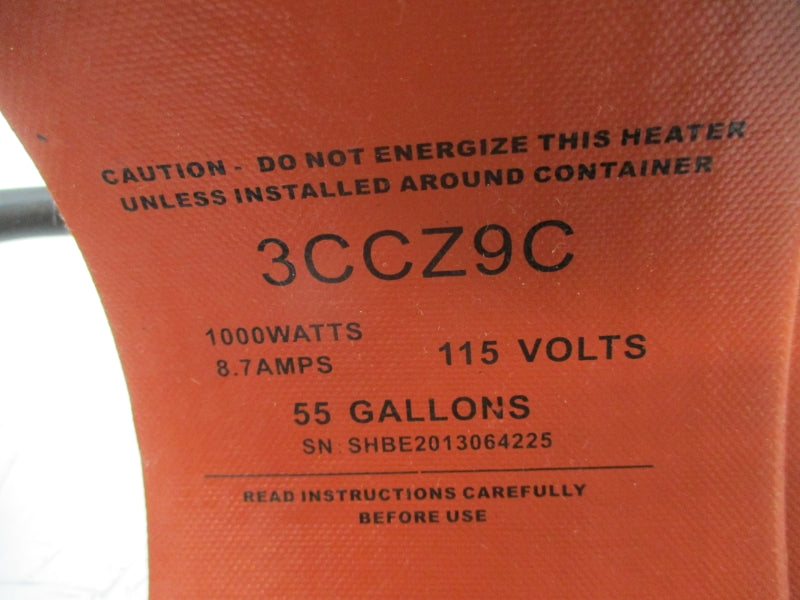 CAUTION - DO NOT ENERGIZE THIS HEATER
UNLESS INSTALLED AROUND CONTAINER
3CCZ9C
1000WATTS
8.7AMPS
115 VOLTS
55 GALLONS
SN: SHBE2013064225
READ INSTRUCTIONS CAREFULLY
BEFORE USE